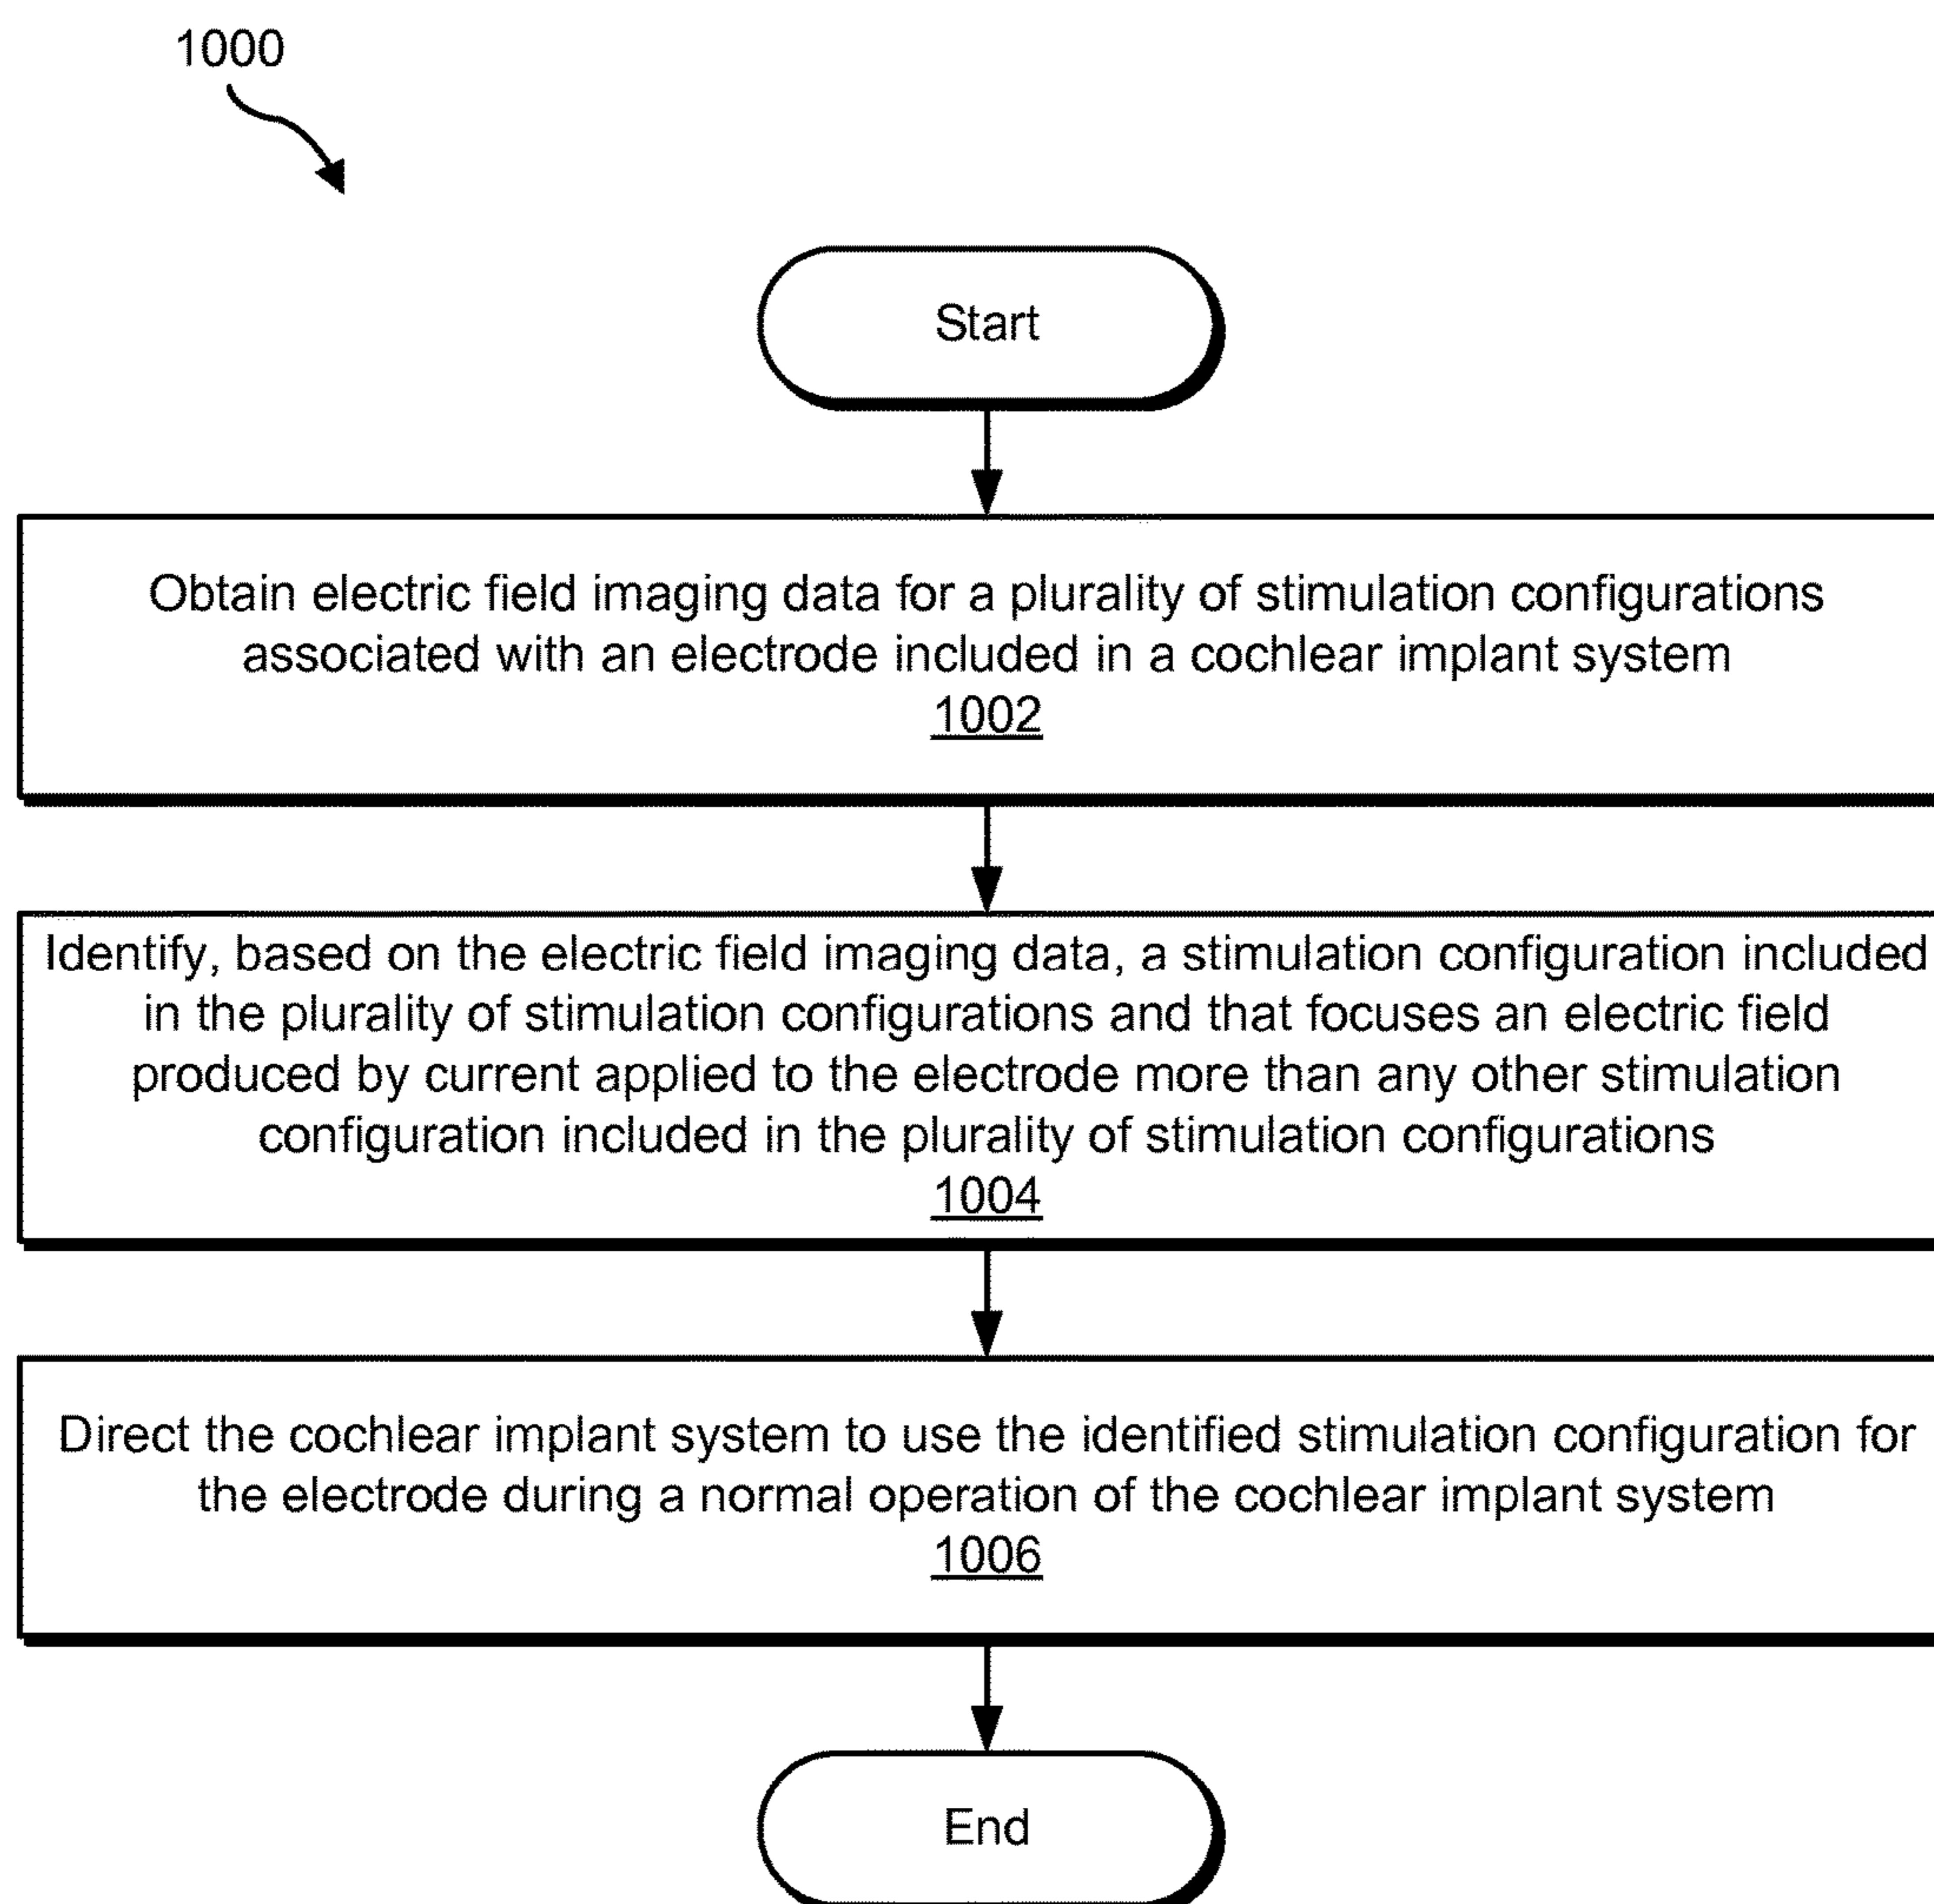 1000
Start
Obtain electric field imaging data for a plurality of stimulation configurations
associated with an electrode included in a cochlear implant system
1002
Identify, based on the electric field imaging data, a stimulation configuration included
in the plurality of stimulation configurations and that focuses an electric field
produced by current applied to the electrode more than any other stimulation
configuration included in the plurality of stimulation configurations
1004
Direct the cochlear implant system to use the identified stimulation configuration for
the electrode during a normal operation of the cochlear implant system
1006
End